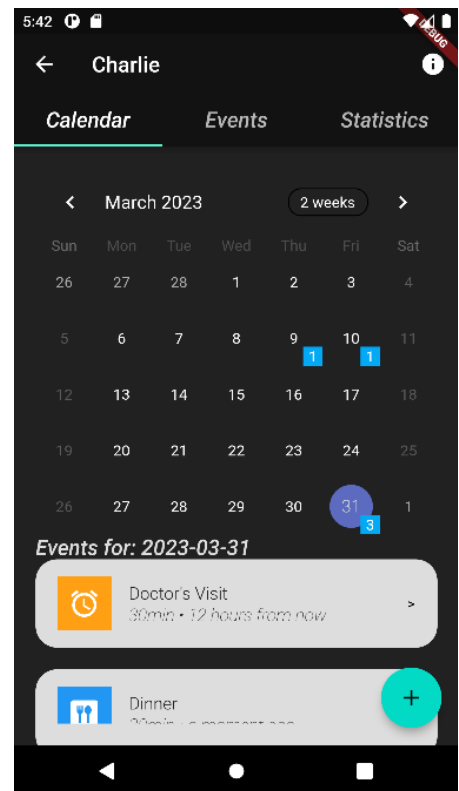 5:42
DEBUG
Charlie
Calendar Events Statistics
March 2023 2 weeks
Sun Mon Tue Wed Thu Fri Sat
26 27 28 1 2 3 4
5 6 7 8 9 10 11
1 1
12 13 14 15 16 17 18
19 20 21 22 23 24 25
26 27 28 29 30 31 1
3
Events for: 2023-03-31
Doctor's Visit
30min • 12 hours from now
>
Dinner
30min • a moment ago
+